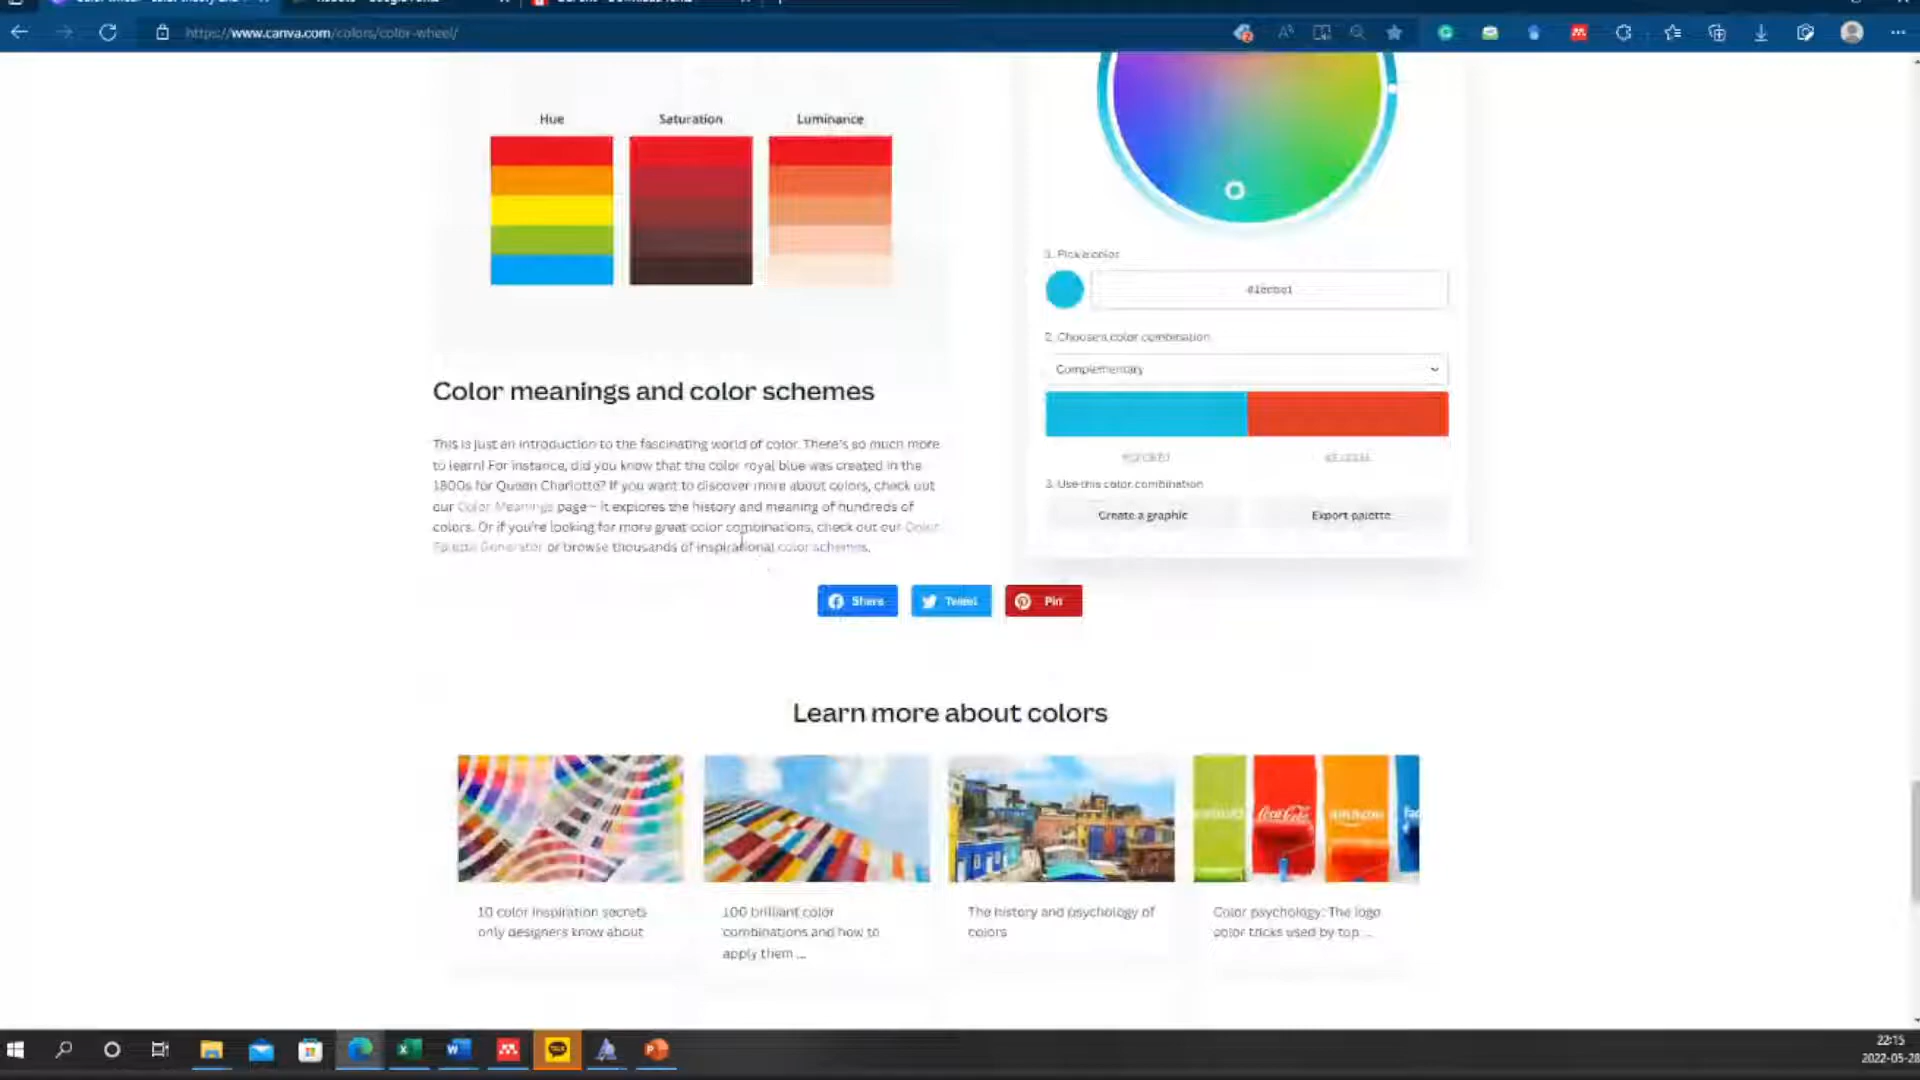 https://www.canva.com/colors/color-wheel/
Hue Saturation Luminance
1. Pick a color
2. Choose a color combination
Complementary
3. Use this color combination
Create a graphic Export palette
Color meanings and color schemes
This is just an introduction to the fascinating world of color. There's so much more
to learn! For instance, did you know that the color royal blue was created in the
1800s for Queen Charlotte? If you want to discover more about colors, check out
our Color Meanings page – it explores the history and meaning of hundreds of
colors. Or if you're looking for more great color combinations, check out our Color
Palette Generator or browse thousands of inspirational color schemes.
Share Tweet Pin
Learn more about colors
Coca-Cola amazon
10 color inspiration secrets
only designers know about
100 brilliant color
combinations and how to
apply them ...
The history and psychology of
colors
Color psychology: The logo
color tricks used by top ...
TALK
22:15
2022-05-28